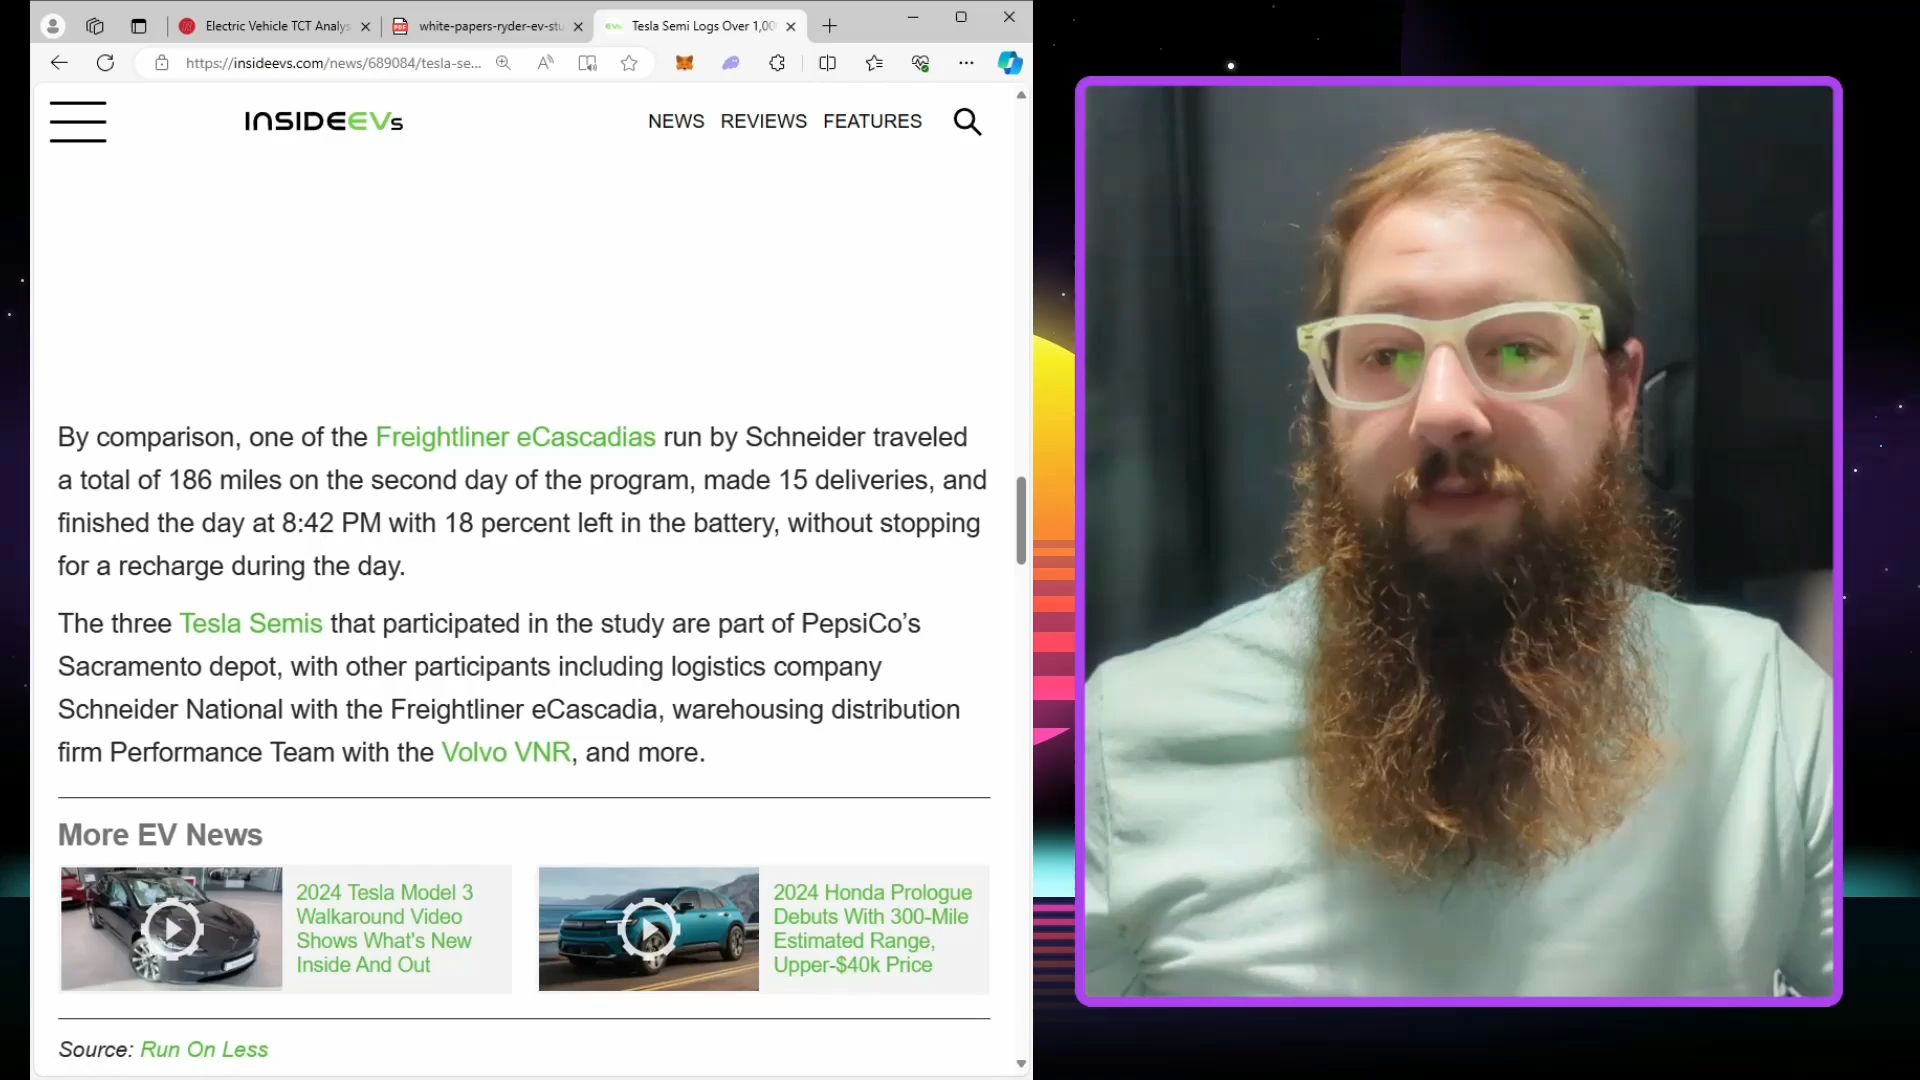 Electric Vehicle TCT Analys
white-papers-ryder-ev-stu
EVs
Tesla Semi Logs Over 1,00
https://insideevs.com/news/689084/tesla-se...
INSIDEEVs
NEWS
REVIEWS
FEATURES
By comparison, one of the Freightliner eCascadias run by Schneider traveled
a total of 186 miles on the second day of the program, made 15 deliveries, and
finished the day at 8:42 PM with 18 percent left in the battery, without stopping
for a recharge during the day.
The three Tesla Semis that participated in the study are part of PepsiCo’s
Sacramento depot, with other participants including logistics company
Schneider National with the Freightliner eCascadia, warehousing distribution
firm Performance Team with the Volvo VNR, and more.
More EV News
2024 Tesla Model 3
Walkaround Video
Shows What's New
Inside And Out
2024 Honda Prologue
Debuts With 300-Mile
Estimated Range,
Upper-$40k Price
Source: Run On Less